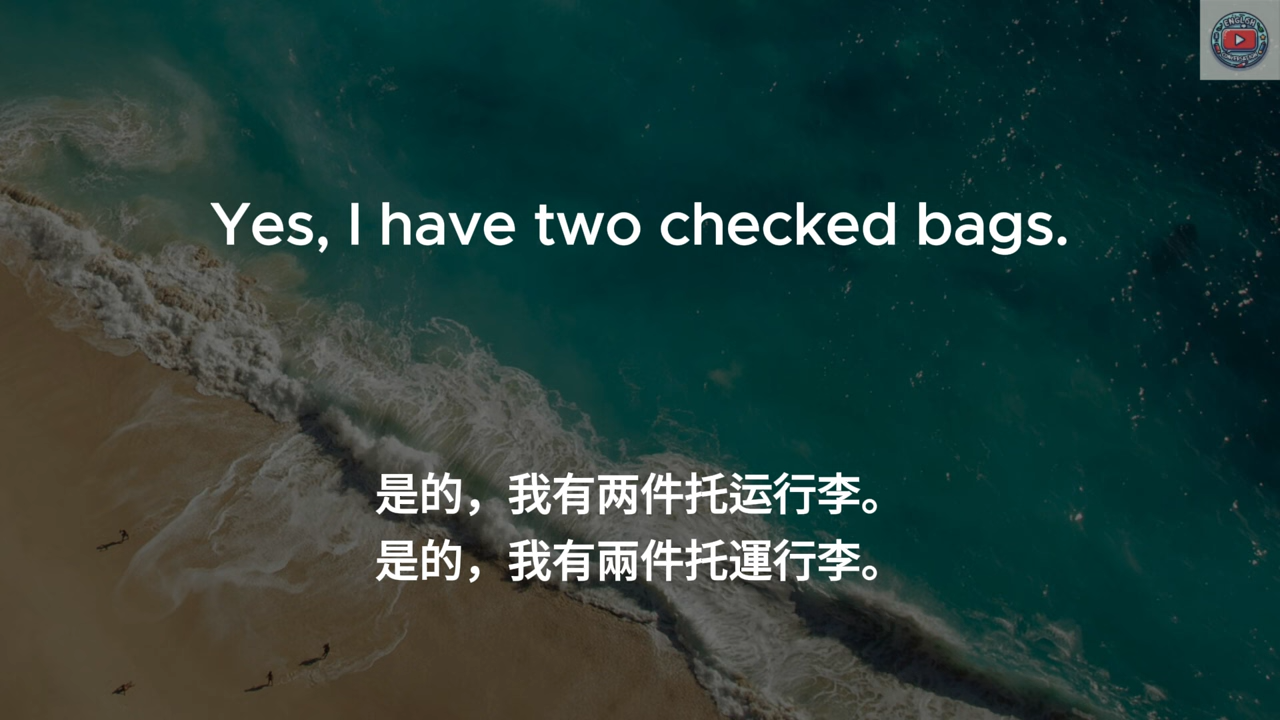 ENGLISH
Yes, I have two checked bags.
是的，我有两件托运行李。
是的，我有兩件托運行李。